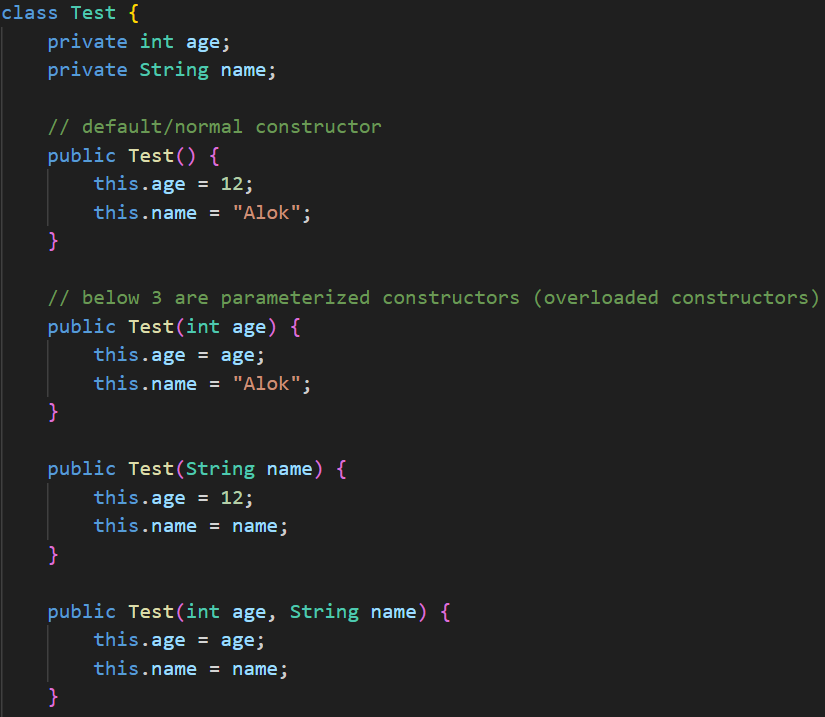 class Test {
    private int age;
    private String name;

    // default/normal constructor
    public Test() {
        this.age = 12;
        this.name = "Alok";
    }

    // below 3 are parameterized constructors (overloaded constructors)
    public Test(int age) {
        this.age = age;
        this.name = "Alok";
    }

    public Test(String name) {
        this.age = 12;
        this.name = name;
    }

    public Test(int age, String name) {
        this.age = age;
        this.name = name;
    }